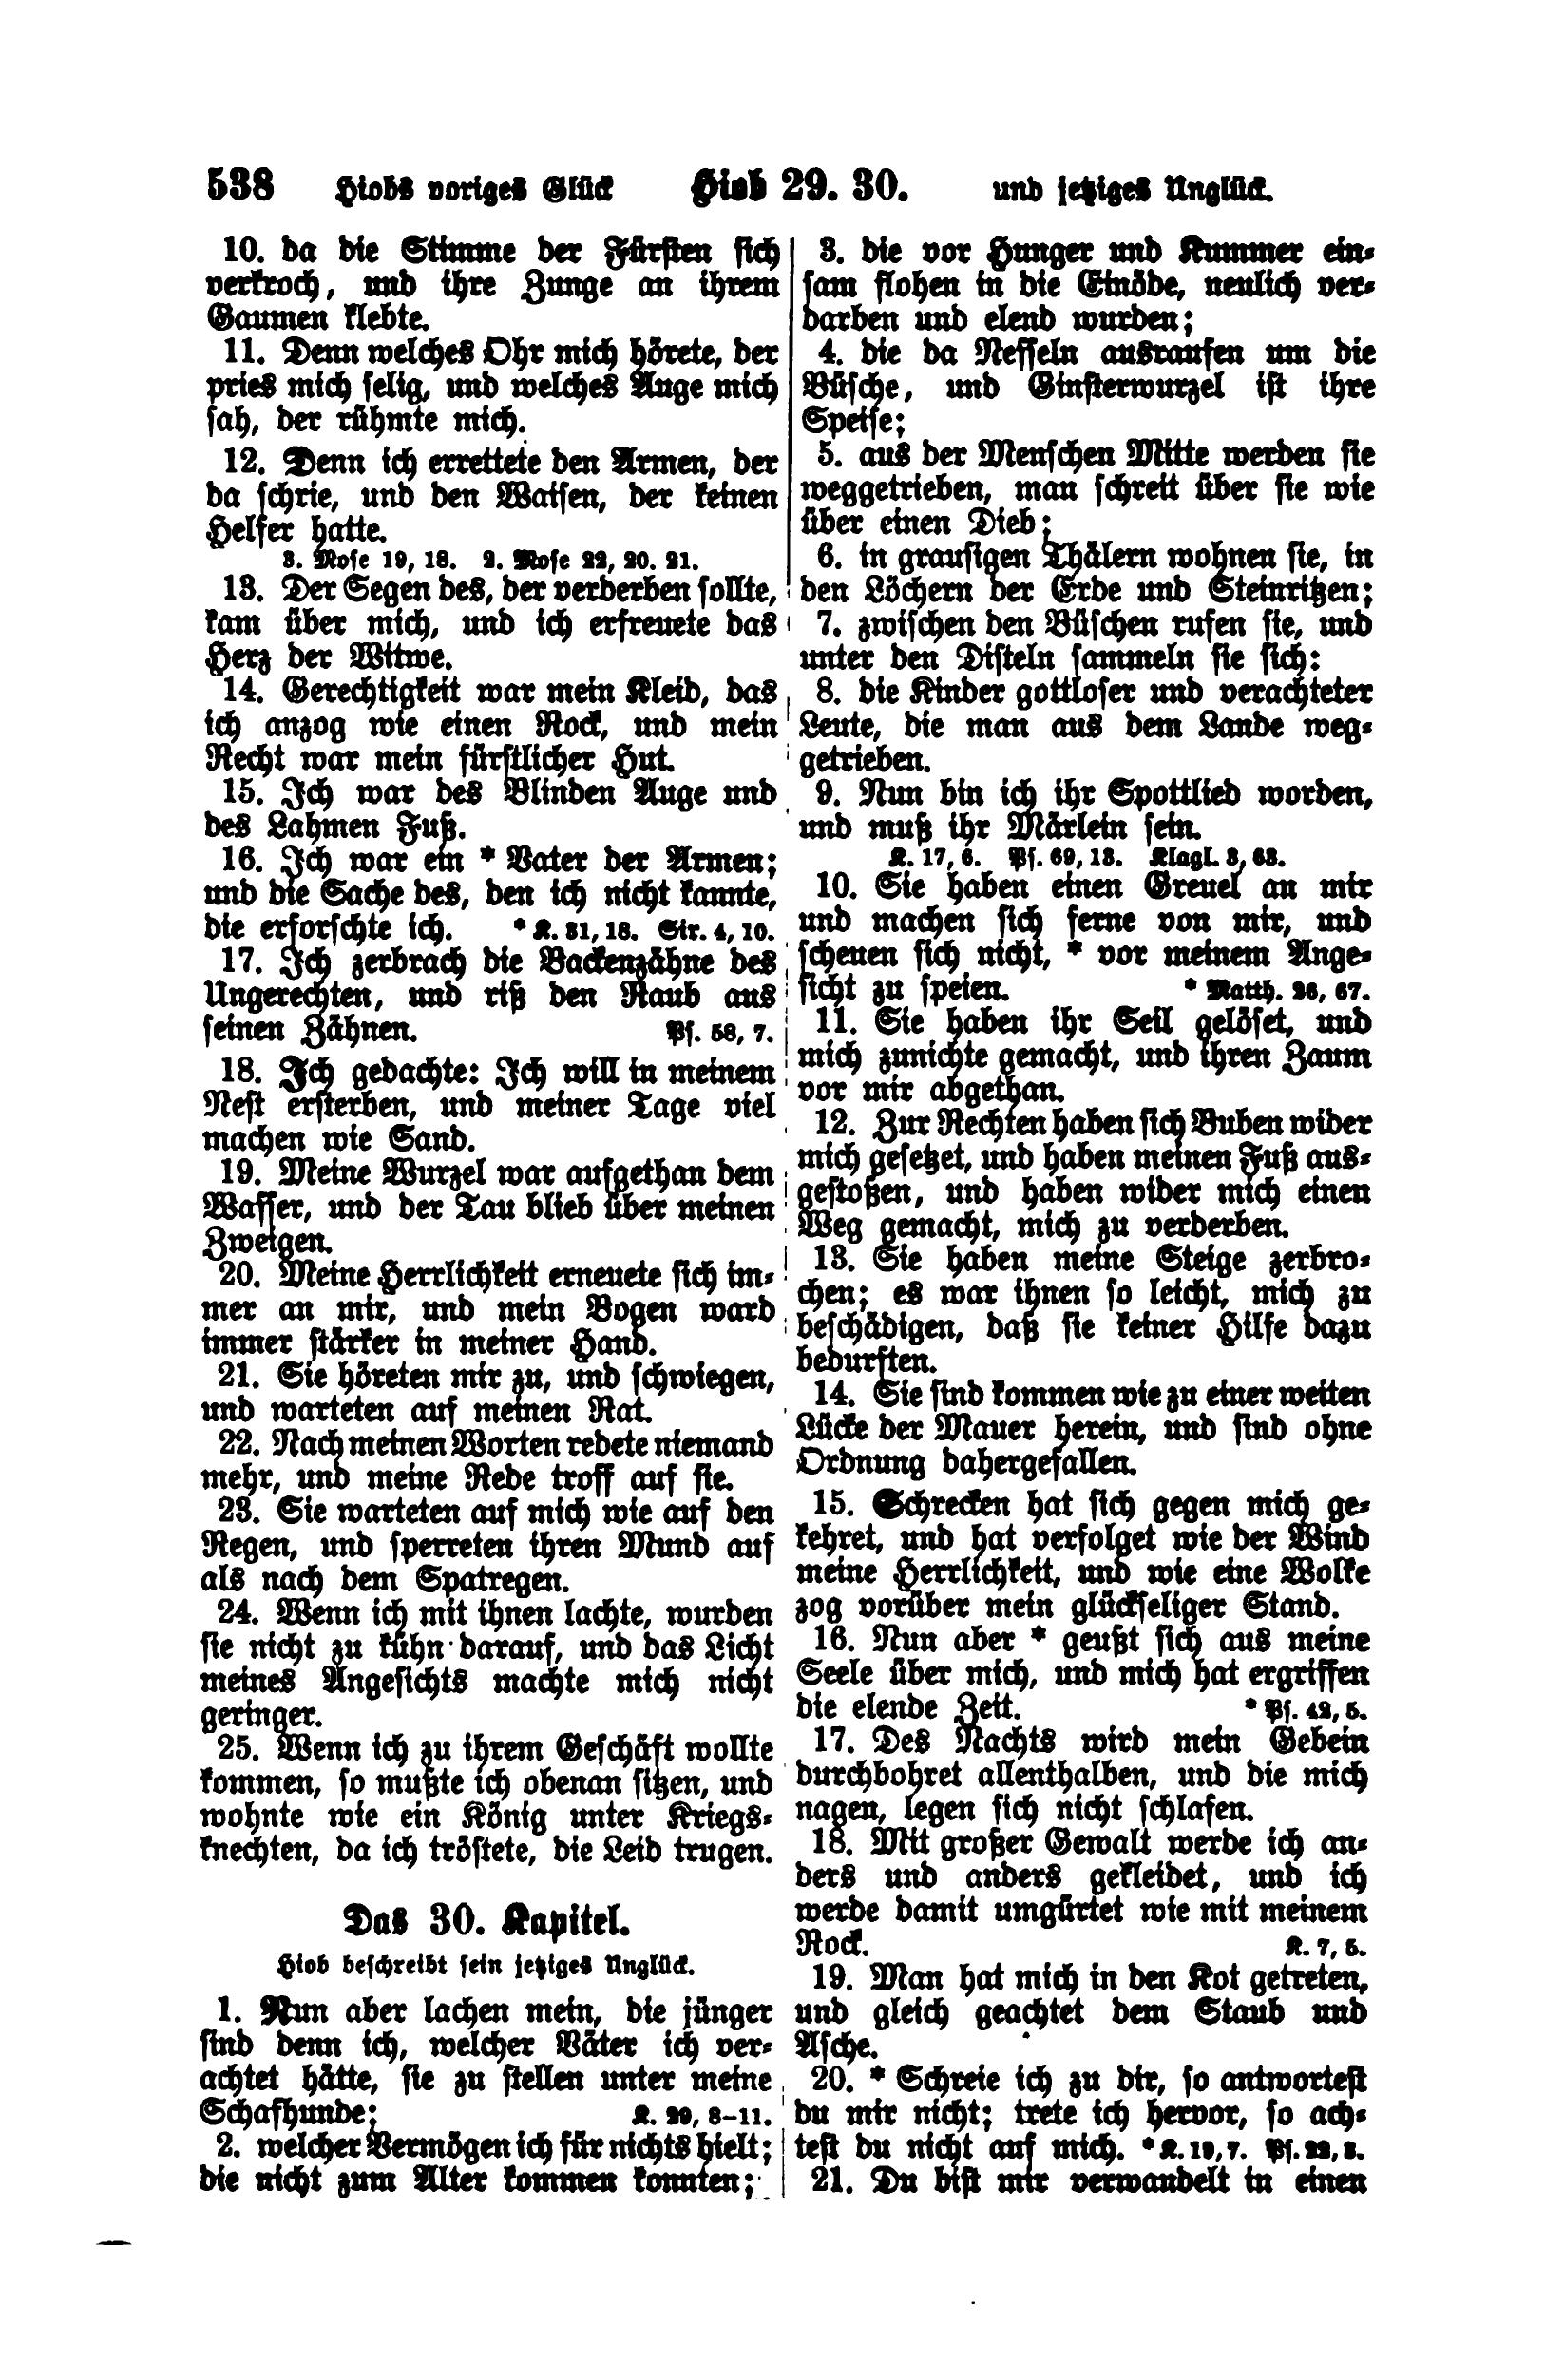 538 Hiobs voriges Glück Hiob 29. 30. und jetziges Unglück.
10. da die Stimme der Fürsten sich
verkroch, und ihre Zunge an ihrem
Gaumen klebte.
11. Denn welches Ohr mich hörete, der
pries mich selig, und welches Auge mich
sah, der rühmte mich.
12. Denn ich errettete den Armen, der
da schrie, und den Waisen, der keinen
Helfer hatte.
3. Mose 19, 18. 2. Mose 22, 20. 21.
13. Der Segen des, der verderben sollte,
kam über mich, und ich erfreuete das
Herz der Witwe.
14. Gerechtigkeit war mein Kleid, das
ich anzog wie einen Rock, und mein
Recht war mein fürstlicher Hut.
15. Ich war des Blinden Auge und
des Lahmen Fuß.
16. Ich war ein * Vater der Armen;
und die Sache des, den ich nicht kannte,
die erforschte ich. * K. 31, 18. Sir. 4, 10.
17. Ich zerbrach die Backenzähne des
Ungerechten, und riß den Raub aus
seinen Zähnen. Ps. 58, 7.
18. Ich gedachte: Ich will in meinem
Nest ersterben, und meiner Tage viel
machen wie Sand.
19. Meine Wurzel war aufgethan dem
Wasser, und der Tau blieb über meinen
Zweigen.
20. Meine Herrlichkeit erneuete sich im-
mer an mir, und mein Bogen ward
immer stärker in meiner Hand.
21. Sie höreten mir zu, und schwiegen,
und warteten auf meinen Rat.
22. Nach meinen Worten redete niemand
mehr, und meine Rede troff auf sie.
23. Sie warteten auf mich wie auf den
Regen, und sperreten ihren Mund auf
als nach dem Spatregen.
24. Wenn ich mit ihnen lachte, wurden
sie nicht zu kühn darauf, und das Licht
meines Angesichts machte mich nicht
geringer.
25. Wenn ich zu ihrem Geschäft wollte
kommen, so mußte ich obenan sitzen, und
wohnte wie ein König unter Kriegs-
knechten, da ich tröstete, die Leid trugen.
Das 30. Kapitel.
Hiob beschreibt sein jetziges Unglück.
1. Nun aber lachen mein, die jünger
sind denn ich, welcher Väter ich ver-
achtet hätte, sie zu stellen unter meine
Schafhunde; K. 29, 8–11.
2. welcher Vermögen ich für nichts hielt;
die nicht zum Alter kommen konnten;
3. die vor Hunger und Kummer ein-
sam flohen in die Einöde, neulich ver-
darben und elend wurden;
4. die da Nesseln ausraufen um die
Büsche, und Ginsterwurzel ist ihre
Speise;
5. aus der Menschen Mitte werden sie
weggetrieben, man schreit über sie wie
über einen Dieb;
6. in grausigen Thälern wohnen sie, in
den Löchern der Erde und Steinritzen;
7. zwischen den Büschen rufen sie, und
unter den Disteln sammeln sie sich:
8. die Kinder gottloser und verachteter
Leute, die man aus dem Lande weg-
getrieben.
9. Nun bin ich ihr Spottlied worden,
und muß ihr Märlein sein.
K. 17, 6. Ps. 69, 13. Klagl. 3, 63.
10. Sie haben einen Greuel an mir
und machen sich ferne von mir, und
scheuen sich nicht, * vor meinem Ange-
sicht zu speien. * Matth. 26, 67.
11. Sie haben ihr Seil gelöset, und
mich zunichte gemacht, und ihren Zaum
vor mir abgethan.
12. Zur Rechten haben sich Buben wider
mich gesetzet, und haben meinen Fuß aus-
gestoßen, und haben wider mich einen
Weg gemacht, mich zu verderben.
13. Sie haben meine Steige zerbro-
chen; es war ihnen so leicht, mich zu
beschädigen, daß sie keiner Hilfe dazu
bedurften.
14. Sie sind kommen wie zu einer weiten
Lücke der Mauer herein, und sind ohne
Ordnung dahergefallen.
15. Schrecken hat sich gegen mich ge-
kehret, und hat verfolget wie der Wind
meine Herrlichkeit, und wie eine Wolke
zog vorüber mein glückseliger Stand.
16. Nun aber * geußt sich aus meine
Seele über mich, und mich hat ergriffen
die elende Zeit. * Ps. 42, 5.
17. Des Nachts wird mein Gebein
durchbohret allenthalben, und die mich
nagen, legen sich nicht schlafen.
18. Mit großer Gewalt werde ich an-
ders und anders gekleidet, und ich
werde damit umgürtet wie mit meinem
Rock. K. 7, 5.
19. Man hat mich in den Kot getreten,
und gleich geachtet dem Staub und
Asche.
20. * Schreie ich zu dir, so antwortest
du mir nicht; trete ich hervor, so ach-
test du nicht auf mich. * K. 19, 7. Ps. 22, 3.
21. Du bist mir verwandelt in einen